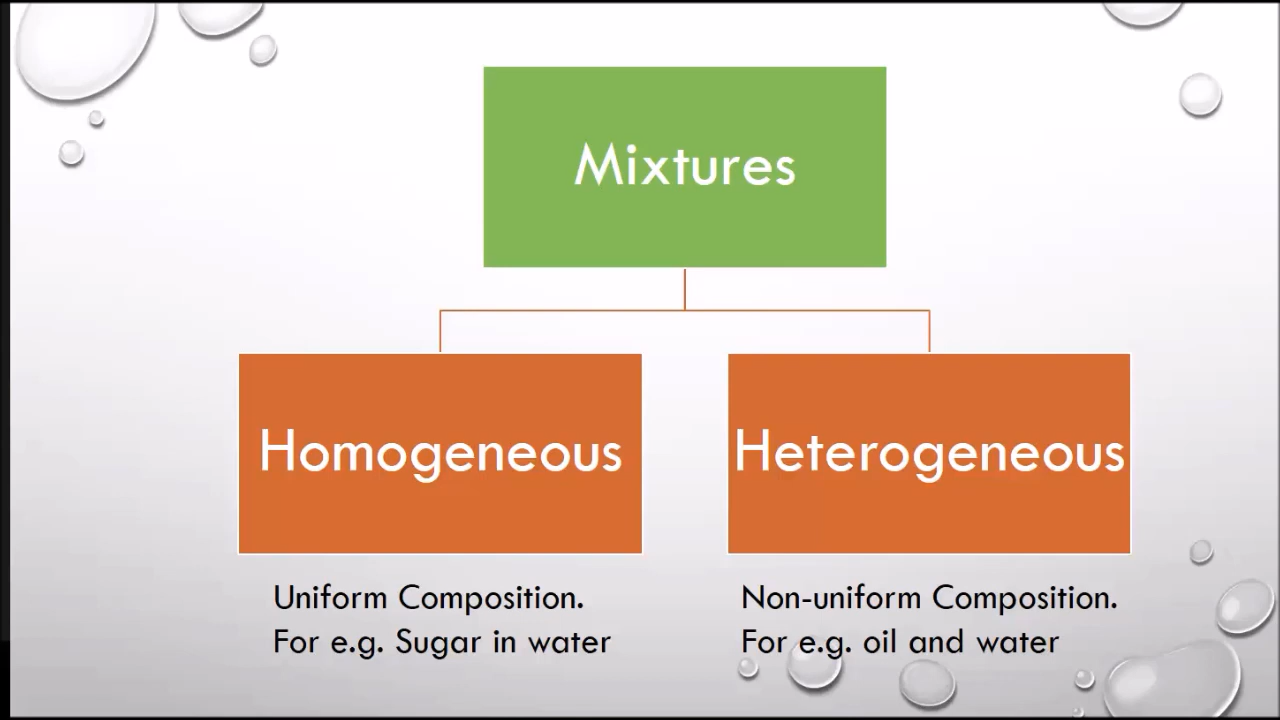 Mixtures
Homogeneous
Heterogeneous
Uniform Composition.
For e.g. Sugar in water
Non-uniform Composition.
For e.g. oil and water